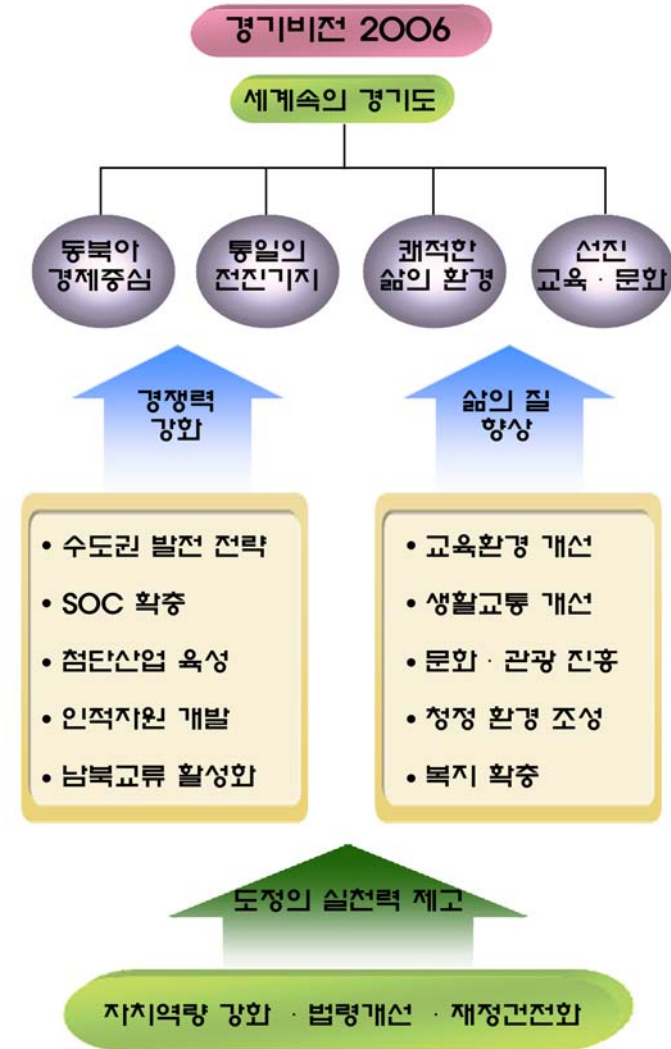 경기비전 2006
세계속의 경기도
동북아
경제중심
통일의
전진기지
쾌적한
삶의 환경
선진
교육 · 문화
경쟁력
강화
삶의 질
향상
• 수도권 발전 전략
• SOC 확충
• 첨단산업 육성
• 인적자원 개발
• 남북교류 활성화
• 교육환경 개선
• 생활교통 개선
• 문화 · 관광 진흥
• 청정 환경 조성
• 복지 확충
도정의 실천력 제고
자치역량 강화 · 법령개선 · 재정건전화